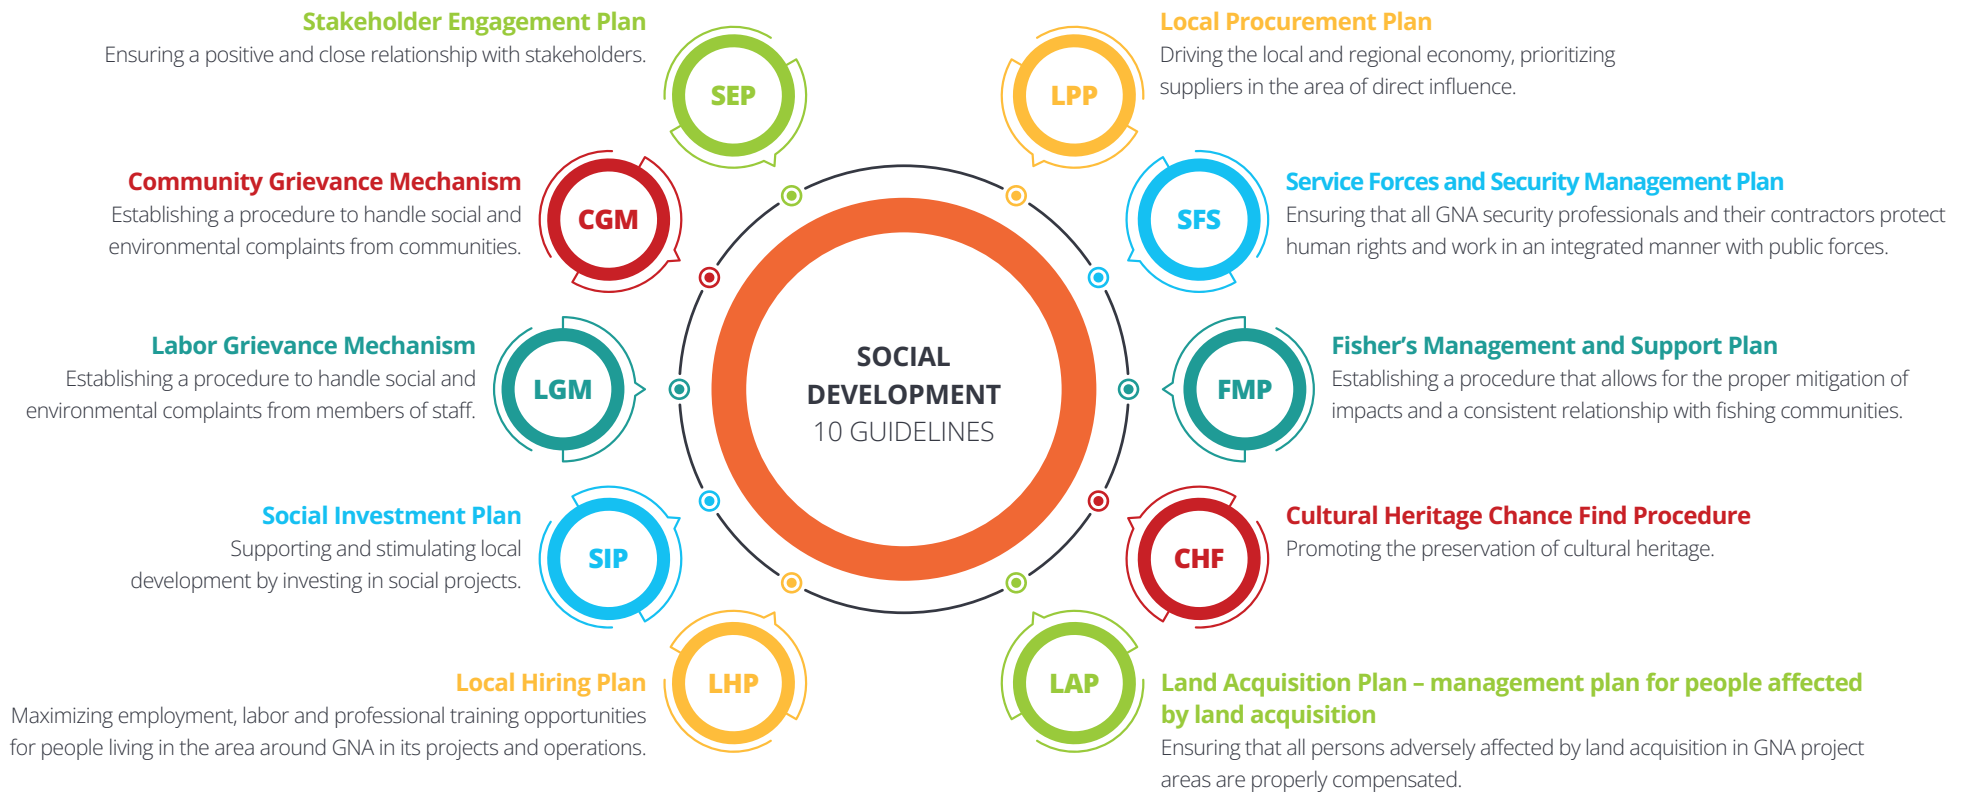 Stakeholder Engagement Plan
Ensuring a positive and close relationship with stakeholders.
SEP
Community Grievance Mechanism
Establishing a procedure to handle social and
environmental complaints from communities.
CGM
Labor Grievance Mechanism
Establishing a procedure to handle social and
environmental complaints from members of staff.
LGM
Social Investment Plan
Supporting and stimulating local
development by investing in social projects.
SIP
Local Hiring Plan
Maximizing employment, labor and professional training opportunities
for people living in the area around GNA in its projects and operations.
LHP
SOCIAL
DEVELOPMENT
10 GUIDELINES
LPP
Local Procurement Plan
Driving the local and regional economy, prioritizing
suppliers in the area of direct influence.
SFS
Service Forces and Security Management Plan
Ensuring that all GNA security professionals and their contractors protect
human rights and work in an integrated manner with public forces.
FMP
Fisher’s Management and Support Plan
Establishing a procedure that allows for the proper mitigation of
impacts and a consistent relationship with fishing communities.
CHF
Cultural Heritage Chance Find Procedure
Promoting the preservation of cultural heritage.
LAP
Land Acquisition Plan – management plan for people affected
by land acquisition
Ensuring that all persons adversely affected by land acquisition in GNA project
areas are properly compensated.